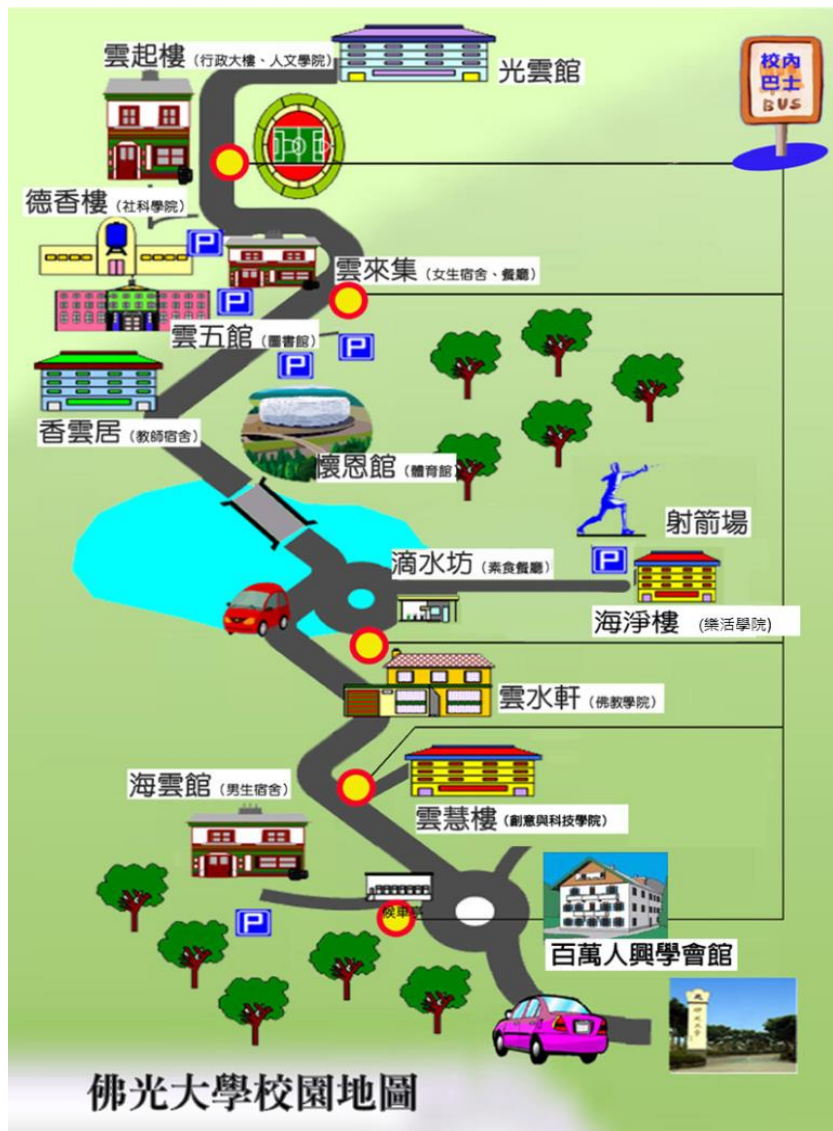 雲起樓(行政大樓、人文學院)
光雲館
校內
巴士
BUS
德香樓(社科學院)
P
雲來集(女生宿舍、餐廳)
P
雲五館(圖書館)
P
P
香雲居(教師宿舍)
懷恩館(體育館)
射箭場
P
滴水坊(素食餐廳)
海淨樓(樂活學院)
雲水軒(佛教學院)
海雲館(男生宿舍)
雲慧樓(創意與科技學院)
候車亭
P
百萬人興學會館
佛光大學校園地圖